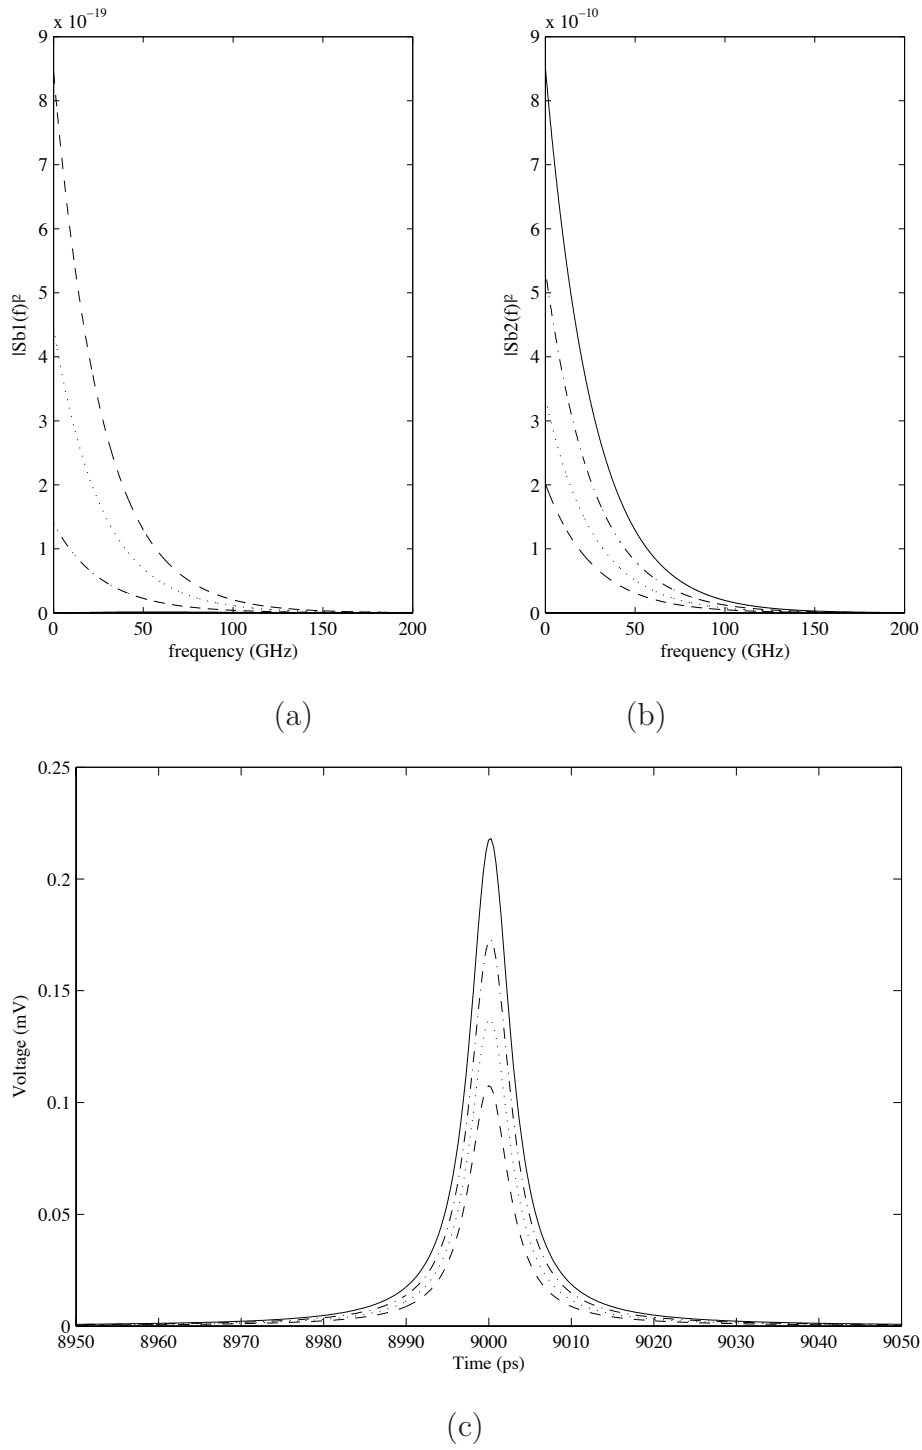 x 10⁻¹⁹
9
8
7
6
5
4
3
2
1
0
|Sb1(f)|²
0 50 100 150 200
frequency (GHz)
(a)
x 10⁻¹⁰
9
8
7
6
5
4
3
2
1
0
|Sb2(f)|²
0 50 100 150 200
frequency (GHz)
(b)
0.25
0.2
0.15
0.1
0.05
0
Voltage (mV)
8950 8960 8970 8980 8990 9000 9010 9020 9030 9040 9050
Time (ps)
(c)